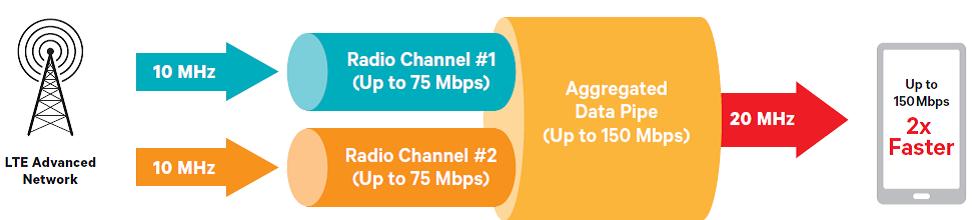 LTE Advanced
Network
10 MHz
10 MHz
Radio Channel #1
(Up to 75 Mbps)
Radio Channel #2
(Up to 75 Mbps)
Aggregated
Data Pipe
(Up to 150 Mbps)
20 MHz
Up to
150 Mbps
2x
Faster